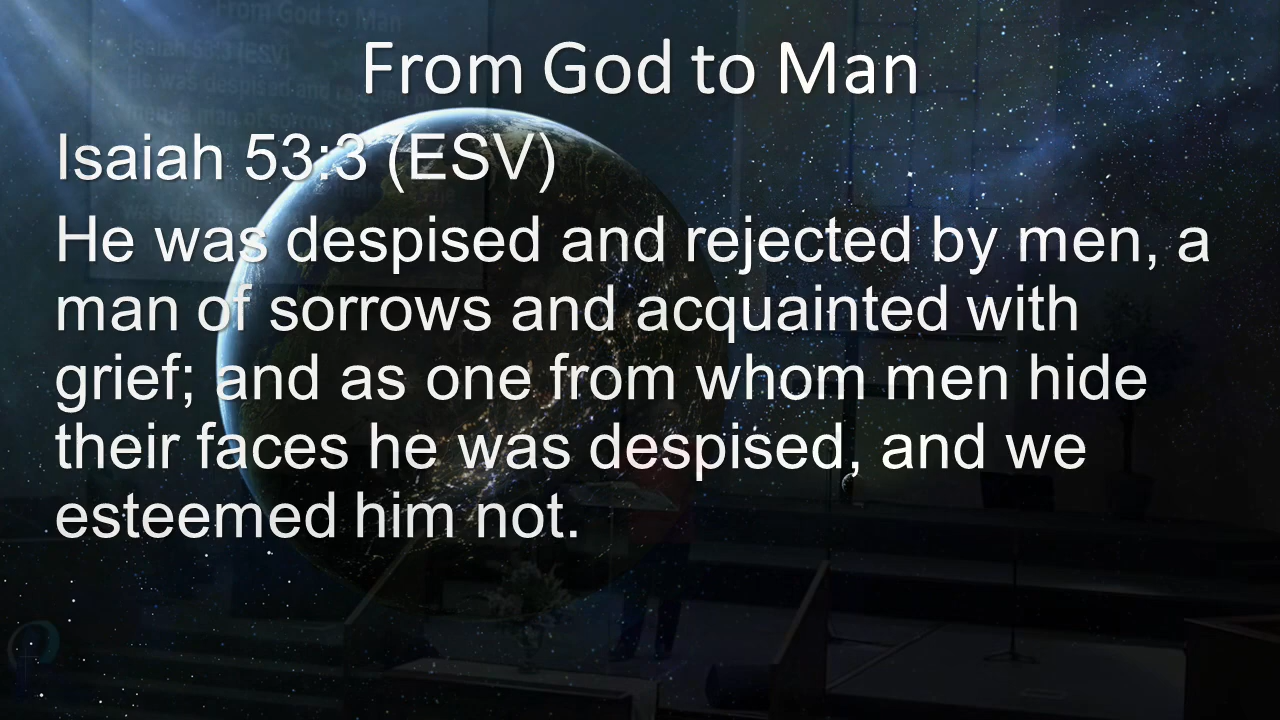 From God to Man
Isaiah 53:3 (ESV)
He was despised and rejected by men, a
man of sorrows and acquainted with
grief; and as one from whom men hide
their faces he was despised, and we
esteemed him not.